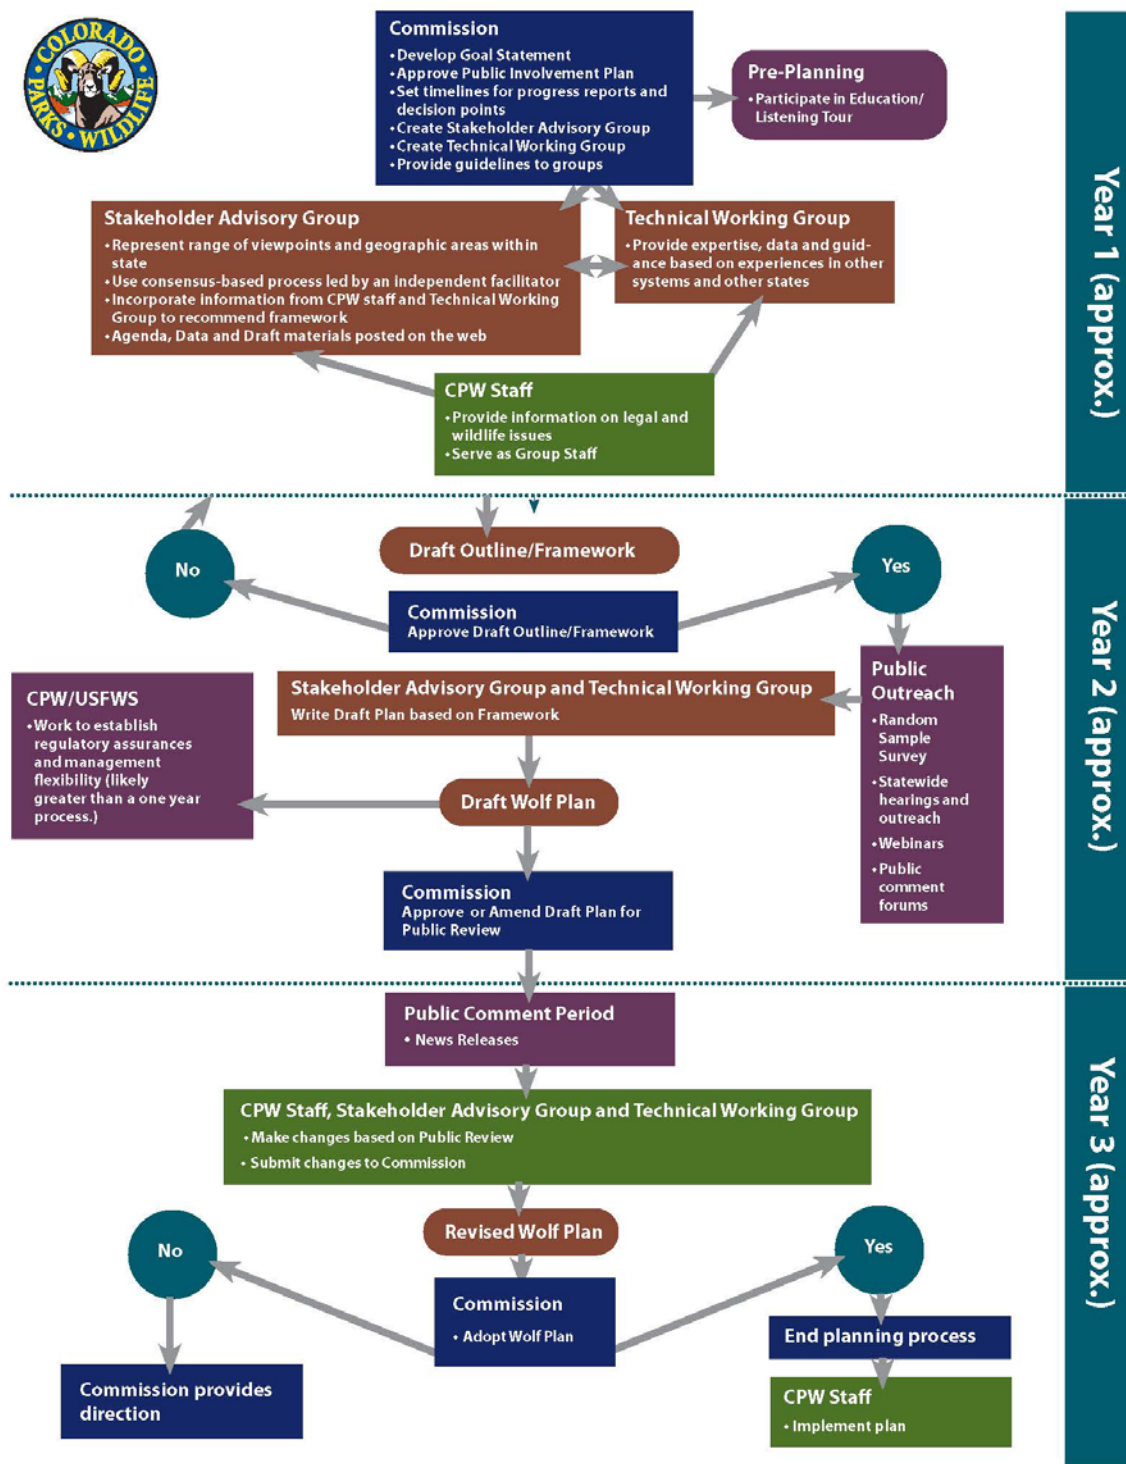 COLORADO
PARKS • WILDLIFE
Commission
• Develop Goal Statement
• Approve Public Involvement Plan
• Set timelines for progress reports and
decision points
• Create Stakeholder Advisory Group
• Create Technical Working Group
• Provide guidelines to groups
Pre-Planning
• Participate in Education/
Listening Tour
Stakeholder Advisory Group
• Represent range of viewpoints and geographic areas within
state
• Use consensus-based process led by an independent facilitator
• Incorporate information from CPW staff and Technical Working
Group to recommend framework
• Agenda, Data and Draft materials posted on the web
Technical Working Group
• Provide expertise, data and guid-
ance based on experiences in other
systems and other states
CPW Staff
• Provide information on legal and
wildlife issues
• Serve as Group Staff
Year 1 (approx.)
No
Draft Outline/Framework
Yes
Commission
Approve Draft Outline/Framework
Public
Outreach
• Random
Sample
Survey
• Statewide
hearings and
outreach
• Webinars
• Public
comment
forums
Stakeholder Advisory Group and Technical Working Group
Write Draft Plan based on Framework
CPW/USFWS
• Work to establish
regulatory assurances
and management
flexibility (likely
greater than a one year
process.)
Draft Wolf Plan
Commission
Approve or Amend Draft Plan for
Public Review
Year 2 (approx.)
Public Comment Period
• News Releases
CPW Staff, Stakeholder Advisory Group and Technical Working Group
• Make changes based on Public Review
• Submit changes to Commission
Revised Wolf Plan
No
Yes
Commission
• Adopt Wolf Plan
End planning process
Commission provides
direction
CPW Staff
• Implement plan
Year 3 (approx.)